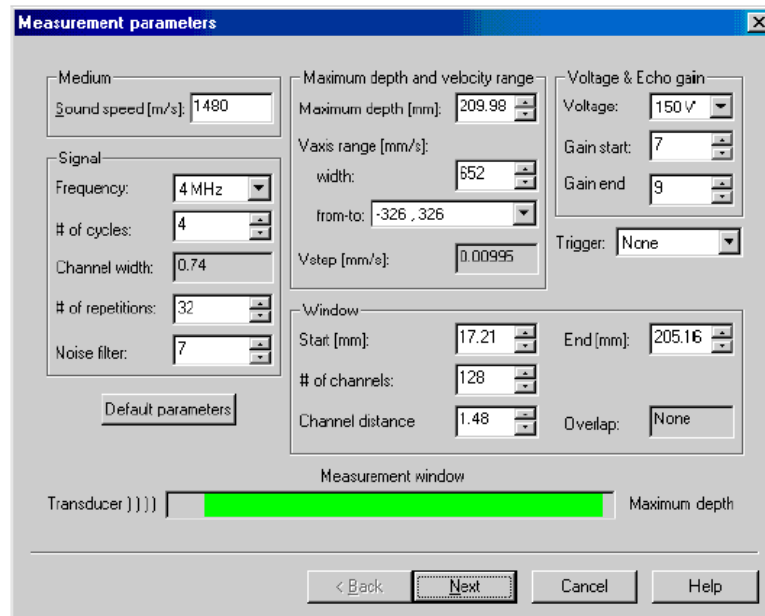 Measurement parameters
Medium
Sound speed [m/s]: 1480
Signal
Frequency: 4 MHz
# of cycles: 4
Channel width: 0.74
# of repetitions: 32
Noise filter: 7
Default parameters
Maximum depth and velocity range
Maximum depth [mm]: 209.98
Vaxis range [mm/s]:
width: 652
from-to: -326 , 326
Vstep [mm/s]: 0.00995
Voltage & Echo gain
Voltage: 150 V
Gain start: 7
Gain end 9
Trigger: None
Window
Start [mm]: 17.21 End [mm]: 205.16
# of channels: 128
Channel distance 1.48 Overlap: None
Measurement window
Transducer ) ) ) ) Maximum depth
< Back Next Cancel Help